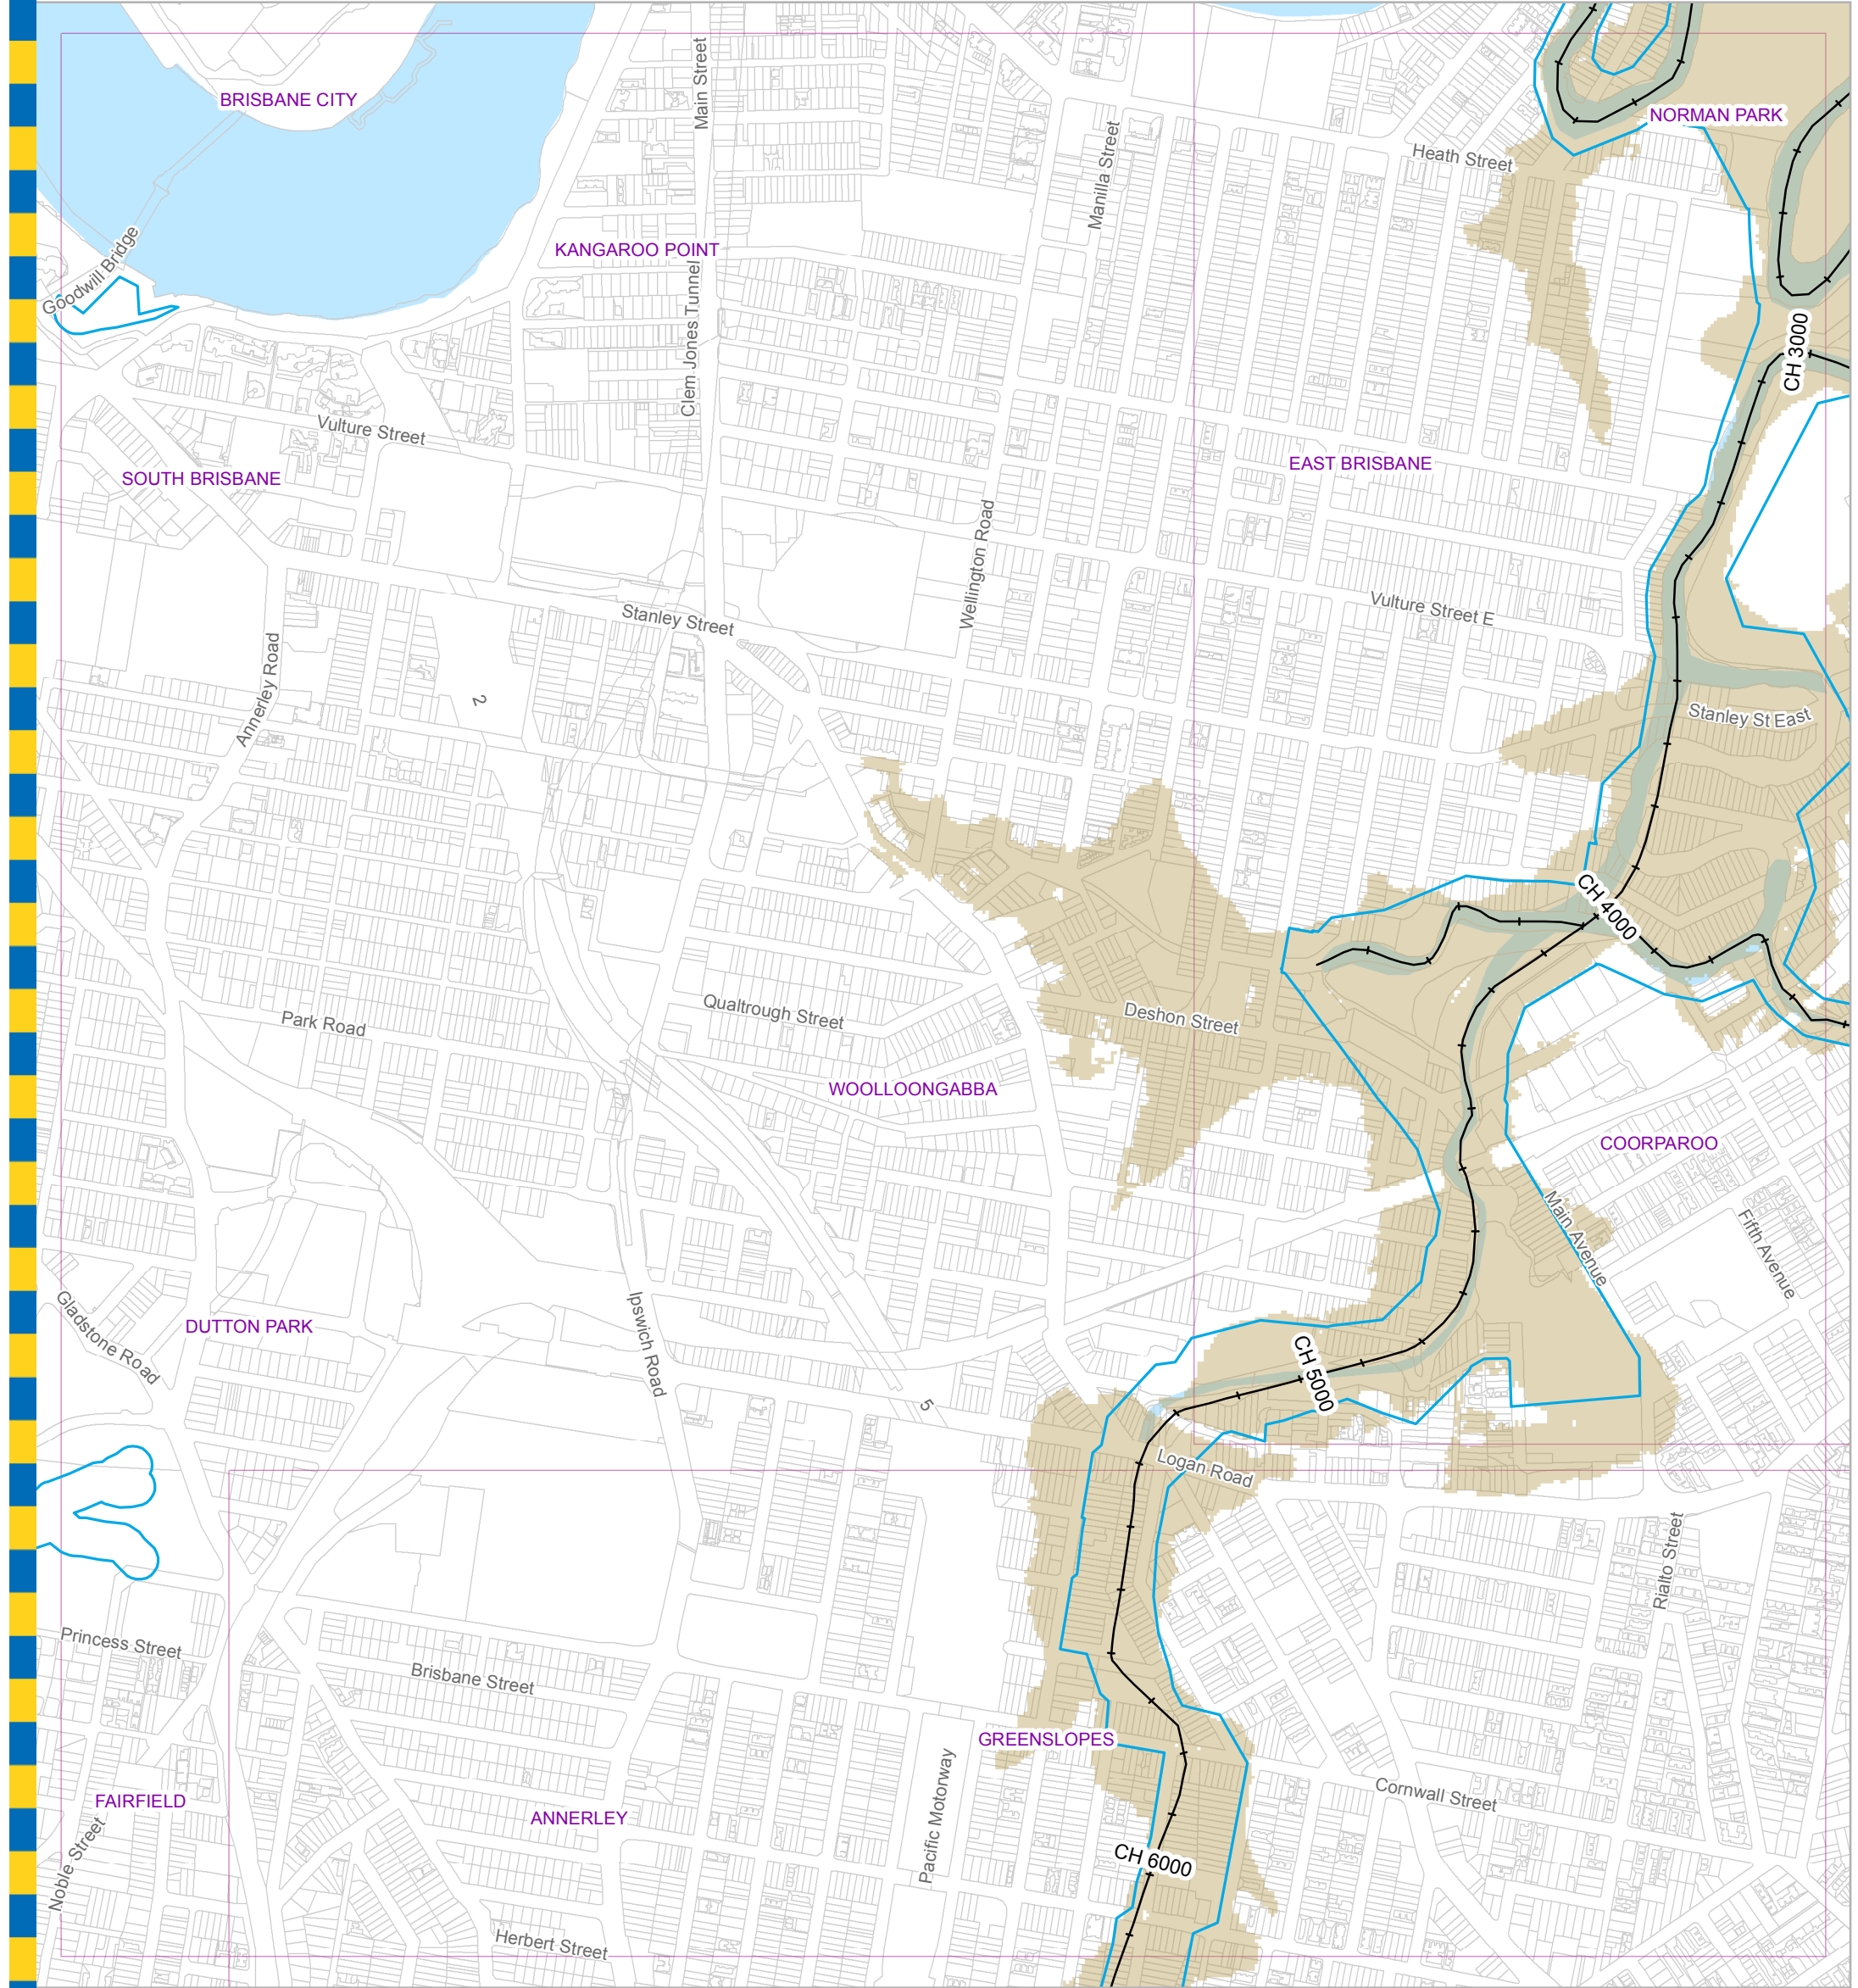 BRISBANE CITY
NORMAN PARK
Main Street
Manilla Street
Heath Street
KANGAROO POINT
Goodwill Bridge
Clem Jones Tunnel
CH 3000
Vulture Street
SOUTH BRISBANE
EAST BRISBANE
Wellington Road
Stanley Street
Vulture Street E
Annerley Road
2
Stanley St East
CH 4000
Qualtrough Street
Deshon Street
Park Road
WOOLLOONGABBA
COORPAROO
Main Avenue
Fifth Avenue
Gladstone Road
DUTTON PARK
Ipswich Road
CH 5000
5
Logan Road
Rialto Street
Princess Street
Brisbane Street
GREENSLOPES
Pacific Motorway
Cornwall Street
FAIRFIELD
ANNERLEY
Noble Street
CH 6000
Herbert Street